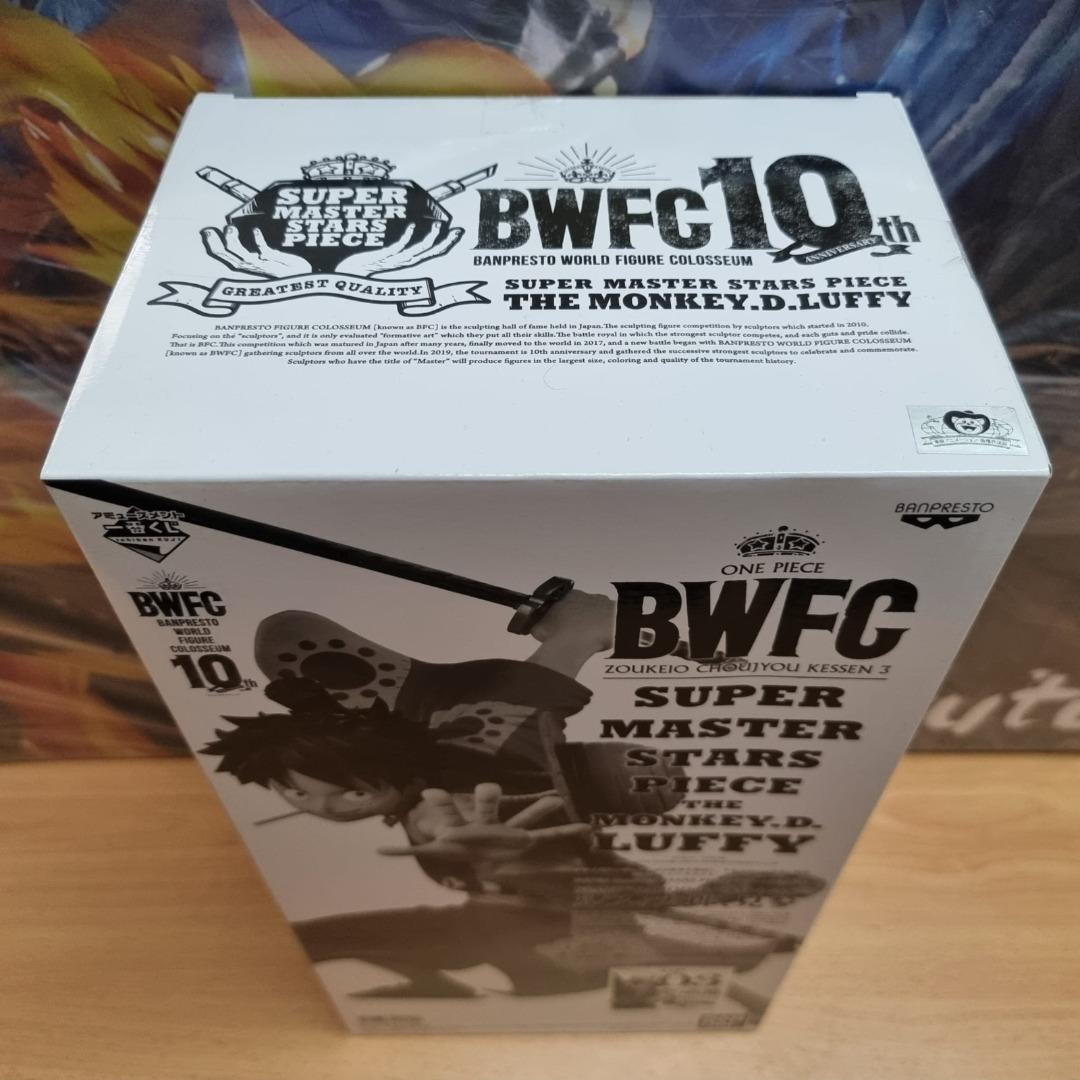 SUPER
MASTER
STARS
PIECE
GREATEST QUALITY
BWFC 10th
ANNIVERSARY
BANPRESTO WORLD FIGURE COLOSSEUM
SUPER MASTER STARS PIECE
THE MONKEY.D.LUFFY
BANPRESTO FIGURE COLOSSEUM [known as BFC] is the sculpting hall of fame held in Japan.The sculpting figure competition by sculptors which started in 2010.
Focusing on the "sculptors", and it is only evaluated "formative art" which they put all their skills.The battle royal in which the strongest sculptor competes, and each guts and pride collide.
That is BFC.This competition which was matured in Japan after many years, finally moved to the world in 2017, and a new battle began with BANPRESTO WORLD FIGURE COLOSSEUM
[known as BWFC] gathering sculptors from all over the world.In 2019, the tournament is 10th anniversary and gathered the successive strongest sculptors to celebrate and commemorate.
Sculptors who have the title of "Master" will produce figures in the largest size, coloring and quality of the tournament history.
アミューズメント
一番くじ
Ichiban KUJI
BWFC
BANPRESTO
WORLD
FIGURE
COLOSSEUM
10th
BANPRESTO
ONE PIECE
BWFC
ZOUKEIO CHOUJYOU KESSEN 3
SUPER
MASTER
STARS
PIECE
THE
MONKEY.D.
LUFFY